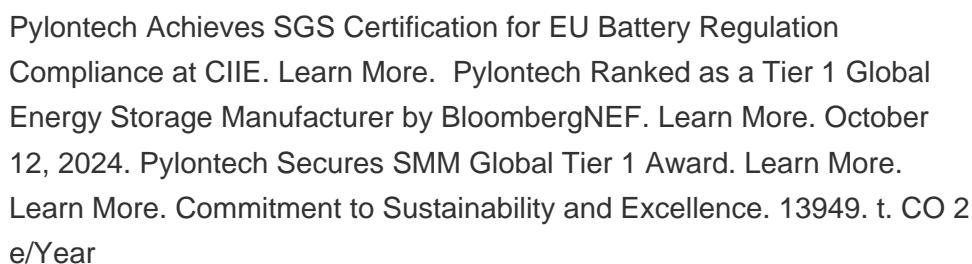 Pylontech Achieves SGS Certification for EU Battery Regulation
Compliance at CIIE. Learn More.  Pylontech Ranked as a Tier 1 Global
Energy Storage Manufacturer by BloombergNEF. Learn More. October
12, 2024. Pylontech Secures SMM Global Tier 1 Award. Learn More.
Learn More. Commitment to Sustainability and Excellence. 13949. t. CO 2
e/Year